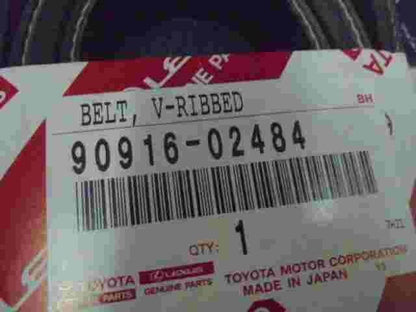 BELT, V-RIBBED
BH
90916-02484
QTY: 1
TOYOTA LEXUS TOYOTA MOTOR CORPORATION
PARTS GENUINE PARTS MADE IN JAPAN